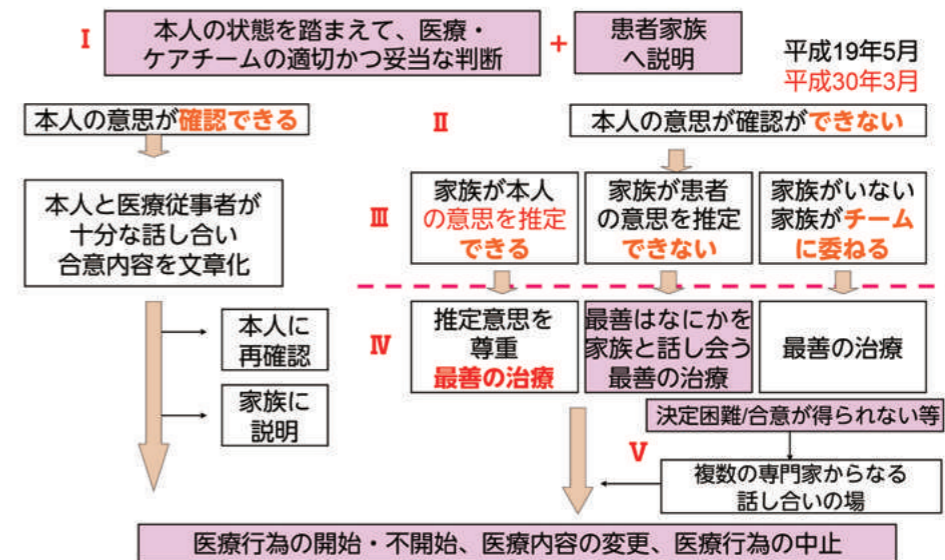 I
本人の状態を踏まえて、医療・
ケアチームの適切かつ妥当な判断
+
患者家族
へ説明
平成19年5月
平成30年3月
本人の意思が確認できる
II
本人の意思が確認ができない
本人と医療従事者が
十分な話し合い
合意内容を文章化
III
家族が本人
の意思を推定
できる
家族が患者
の意思を推定
できない
家族がいない
家族がチーム
に委ねる
本人に
再確認
家族に
説明
IV
推定意思を
尊重
最善の治療
最善はなにかを
家族と話し会う
最善の治療
最善の治療
決定困難/合意が得られない等
V
複数の専門家からなる
話し合いの場
医療行為の開始・不開始、医療内容の変更、医療行為の中止